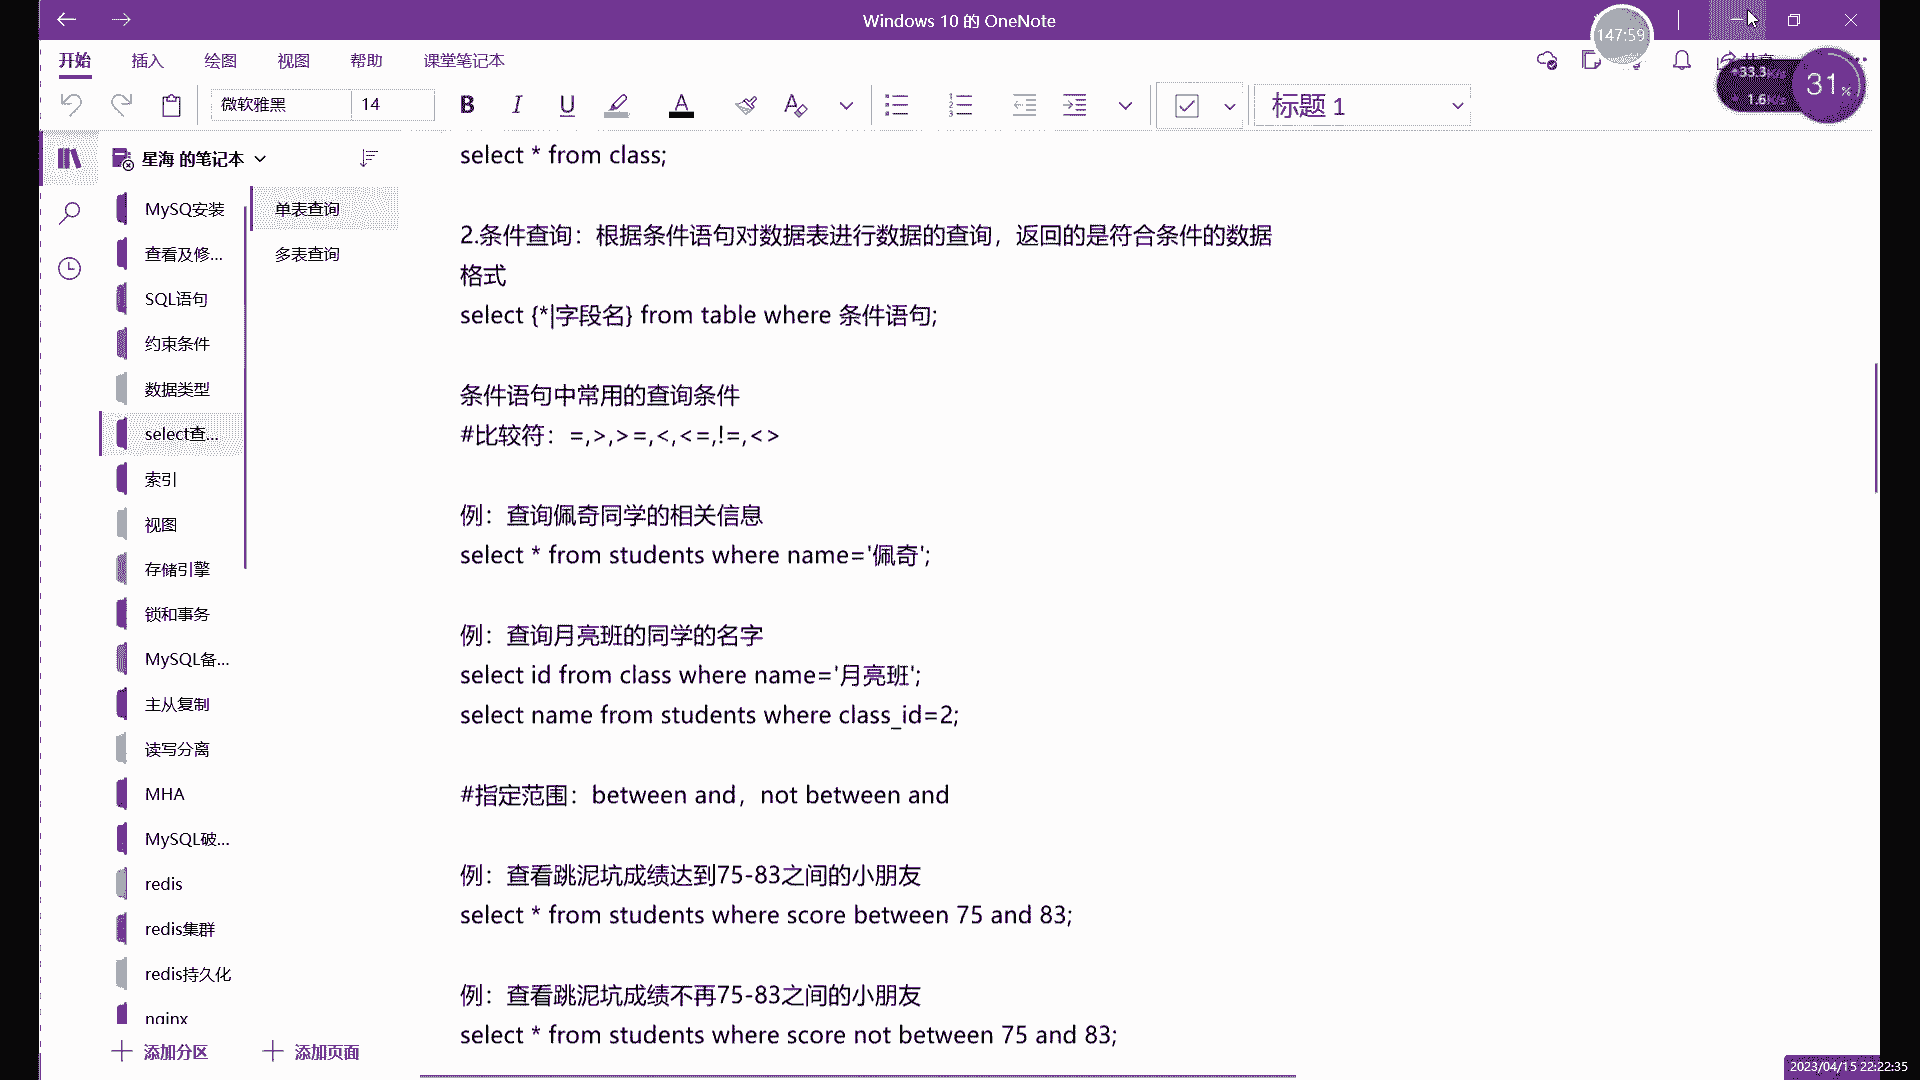 Windows 10 的 OneNote
147:59
开始 插入 绘图 视图 帮助 课堂笔记本
共享
33.3
1.6
31%
微软雅黑 14 B I U A 标题 1
星海 的笔记本
MySQ安装
查看及修...
SQL语句
约束条件
数据类型
select查...
索引
视图
存储引擎
锁和事务
MySQL备...
主从复制
读写分离
MHA
MySQL破...
redis
redis集群
redis持久化
nginx
添加分区
单表查询
多表查询
添加页面
select * from class;
2.条件查询：根据条件语句对数据表进行数据的查询，返回的是符合条件的数据
格式
select {*|字段名} from table where 条件语句;
条件语句中常用的查询条件
#比较符：=,>,>=,<,<=,!=,<>
例：查询佩奇同学的相关信息
select * from students where name='佩奇';
例：查询月亮班的同学的名字
select id from class where name='月亮班';
select name from students where class_id=2;
#指定范围：between and，not between and
例：查看跳泥坑成绩达到75-83之间的小朋友
select * from students where score between 75 and 83;
例：查看跳泥坑成绩不再75-83之间的小朋友
select * from students where score not between 75 and 83;
2023/04/15 22:22:35